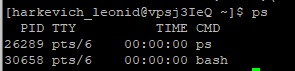 [harkevich_leonid@vpsj3IeQ ~]$ ps
  PID TTY          TIME CMD
26289 pts/6    00:00:00 ps
30658 pts/6    00:00:00 bash